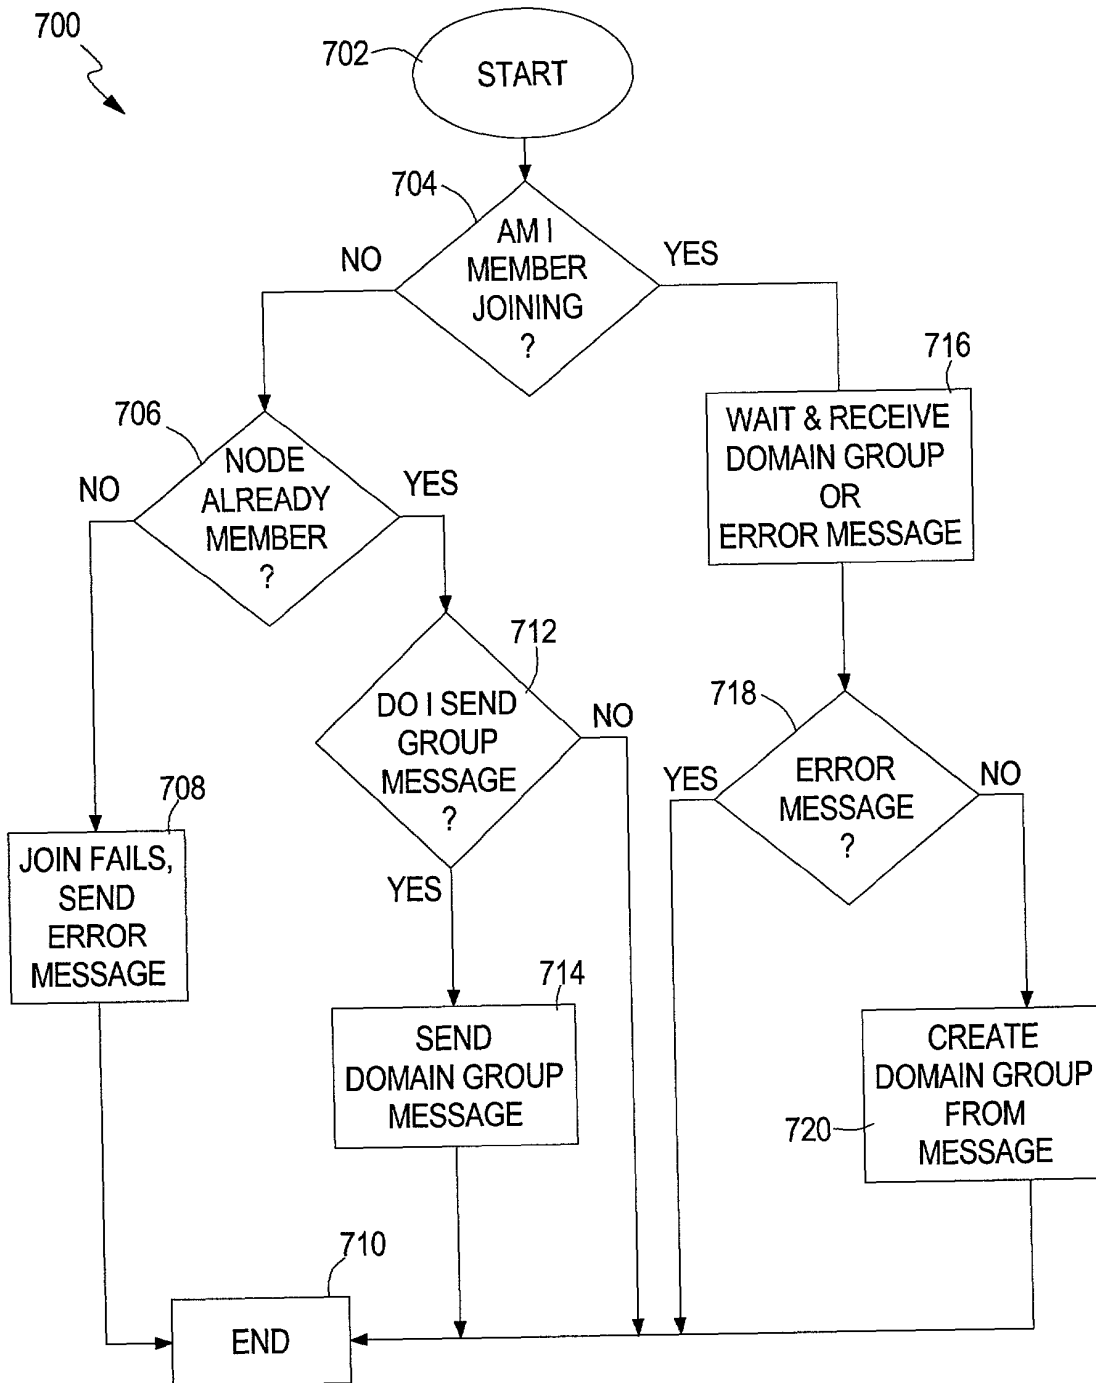 700
702
START
704
AM I
MEMBER
JOINING
?
NO
YES
706
NODE
ALREADY
MEMBER
?
NO
YES
716
WAIT & RECEIVE
DOMAIN GROUP
OR
ERROR MESSAGE
712
DO I SEND
GROUP
MESSAGE
?
NO
YES
718
ERROR
MESSAGE
?
YES
NO
708
JOIN FAILS,
SEND
ERROR
MESSAGE
714
SEND
DOMAIN GROUP
MESSAGE
CREATE
DOMAIN GROUP
FROM
MESSAGE
720
710
END